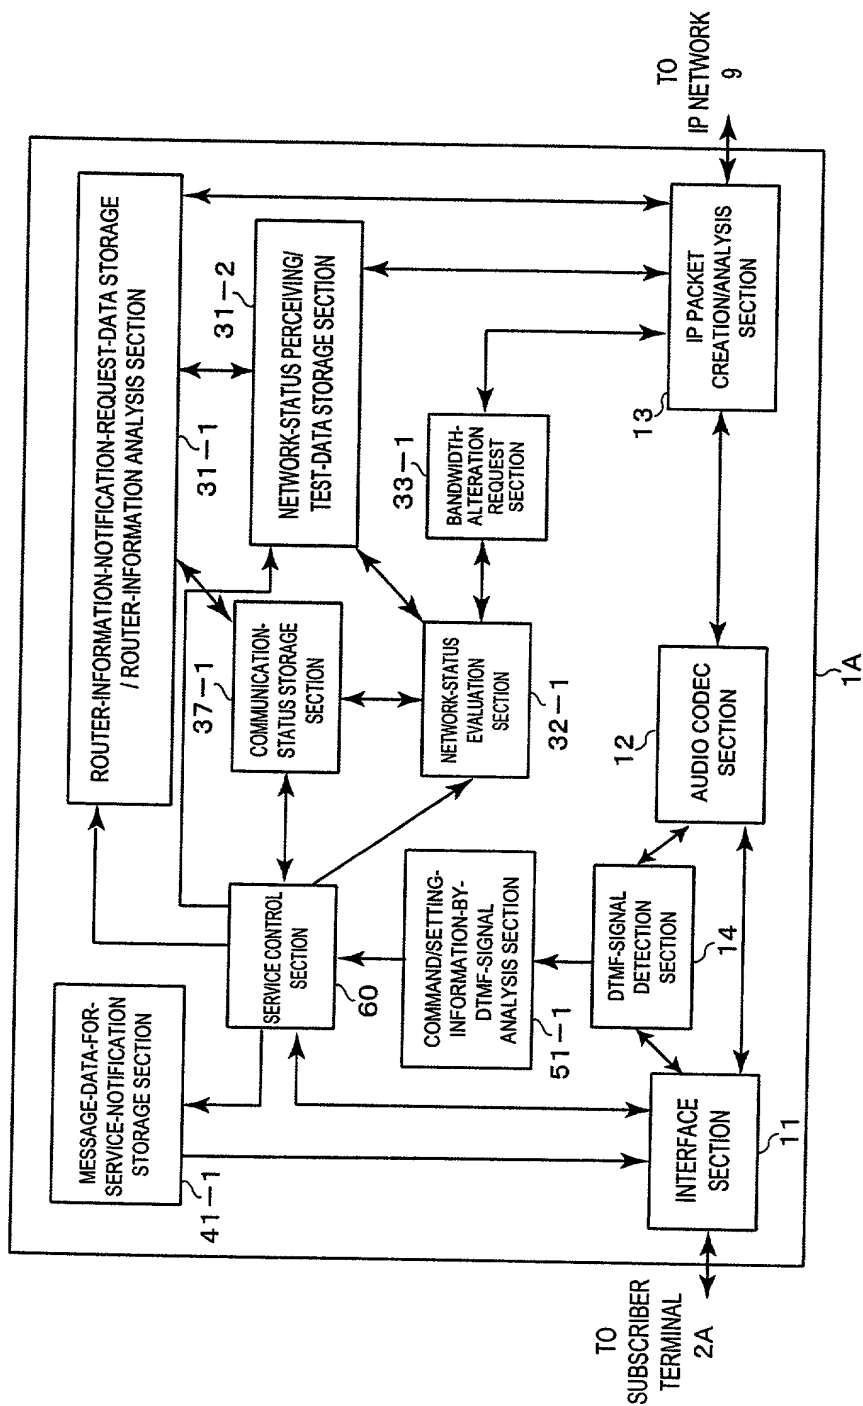 MESSAGE-DATA-FOR-
SERVICE-NOTIFICATION
STORAGE SECTION
41-1
ROUTER-INFORMATION-NOTIFICATION-REQUEST-DATA STORAGE
/ ROUTER-INFORMATION ANALYSIS SECTION
31-1
31-2
NETWORK-STATUS PERCEIVING/
TEST-DATA STORAGE SECTION
SERVICE CONTROL
SECTION
60
37-1
COMMUNICATION-
STATUS STORAGE
SECTION
33-1
BANDWIDTH-
ALTERATION
REQUEST
SECTION
NETWORK-STATUS
EVALUATION
SECTION
32-1
COMMAND/SETTING-
INFORMATION-BY-
DTMF-SIGNAL
ANALYSIS SECTION
51-1
DTMF-SIGNAL
DETECTION
SECTION
14
INTERFACE
SECTION
11
12
AUDIO CODEC
SECTION
13
IP PACKET
CREATION/ANALYSIS
SECTION
1A
TO
SUBSCRIBER
TERMINAL
2A
TO
IP NETWORK
9